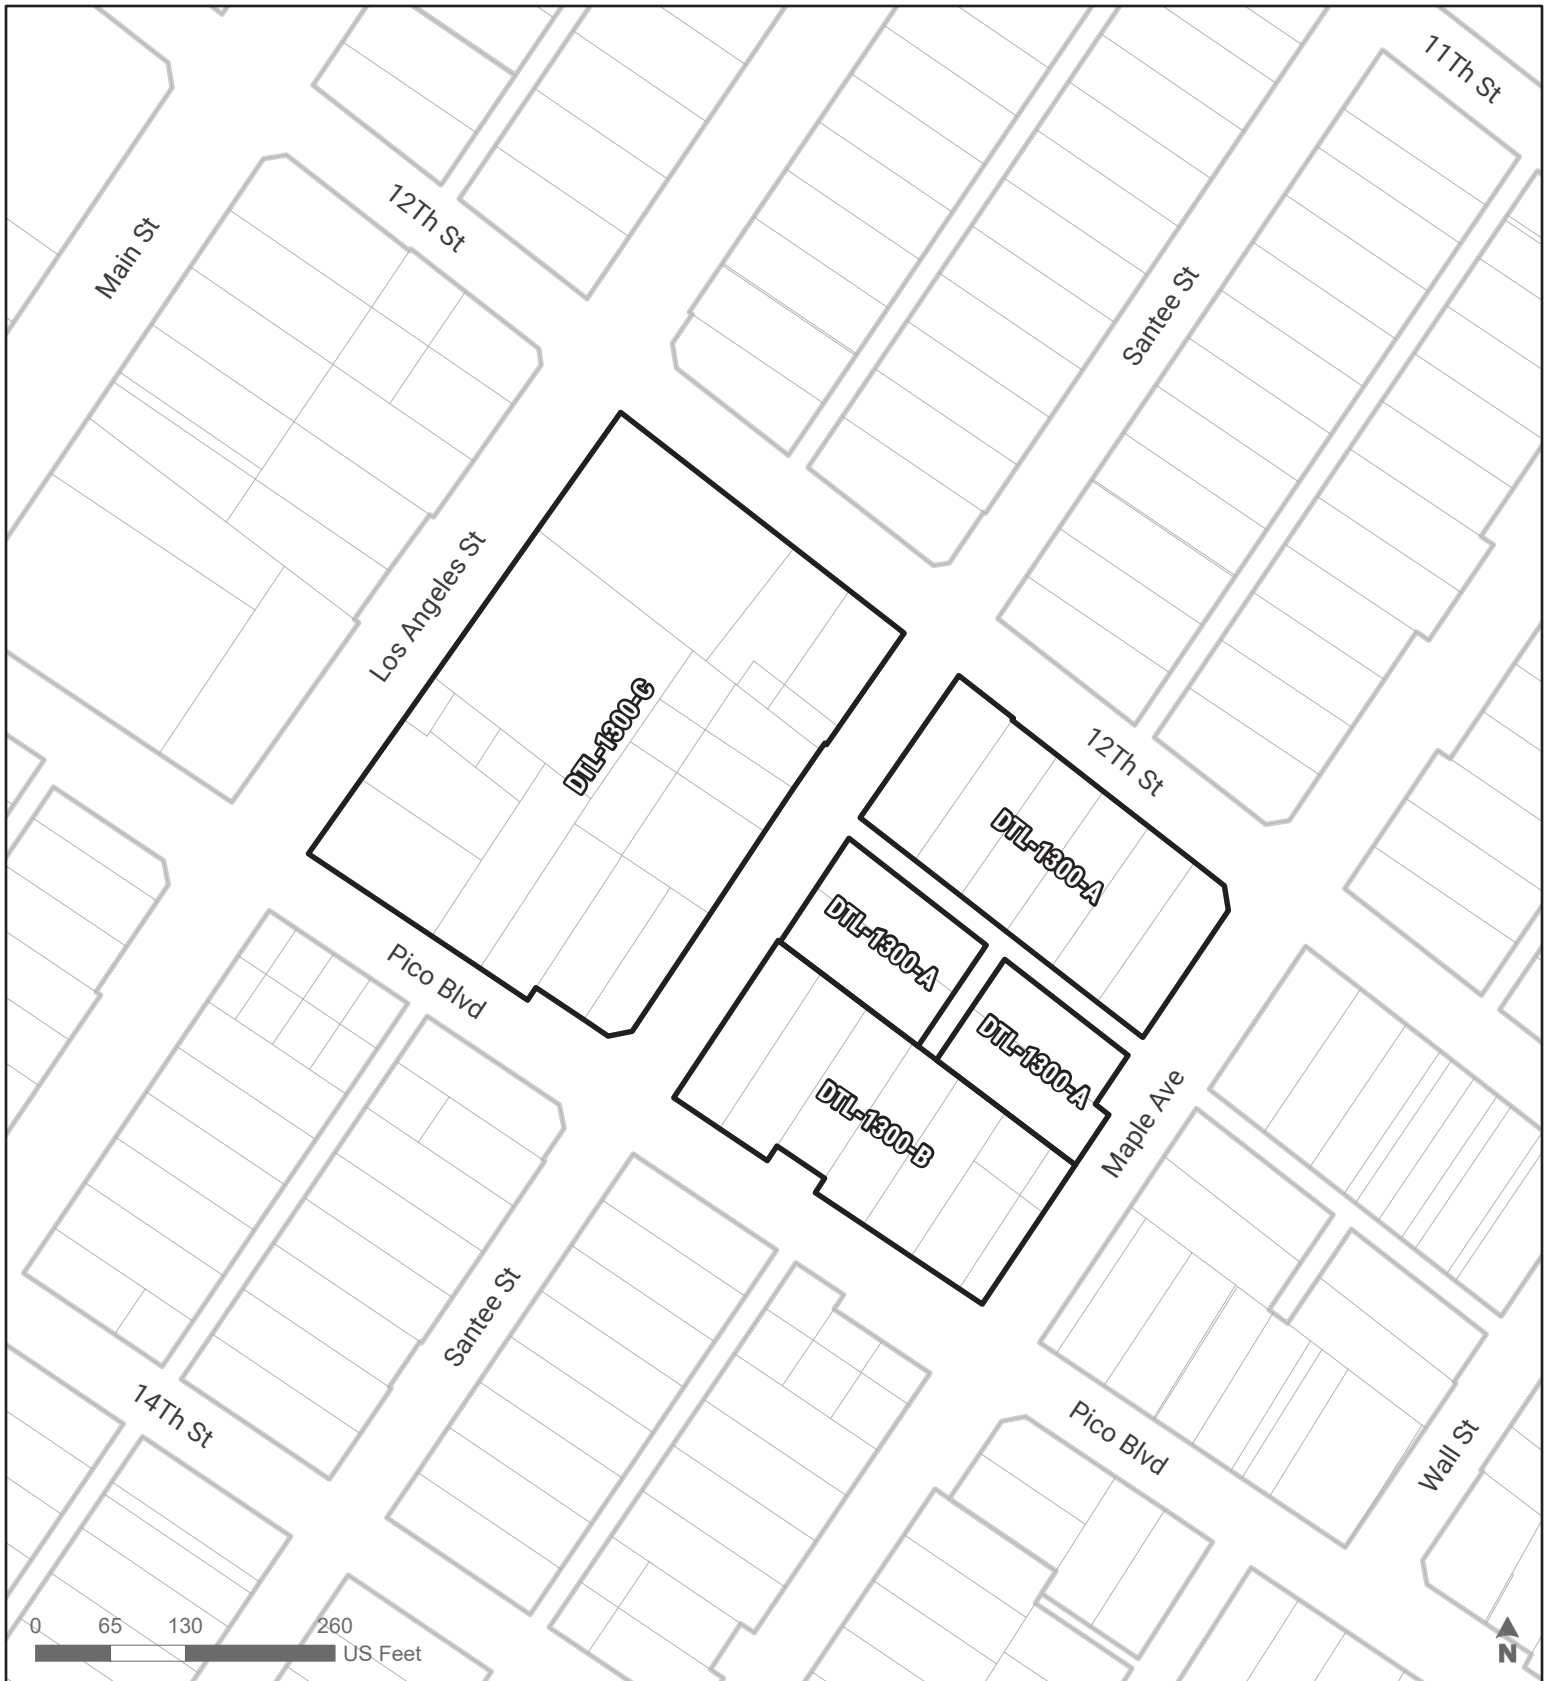 11Th St
12Th St
Main St
Santee St
Los Angeles St
DTL-1300-C
12Th St
DTL-1300-A
DTL-1300-A
Pico Blvd
DTL-1300-A
DTL-1300-B
Maple Ave
Santee St
14Th St
Pico Blvd
Wall St
0 65 130 260
US Feet
N